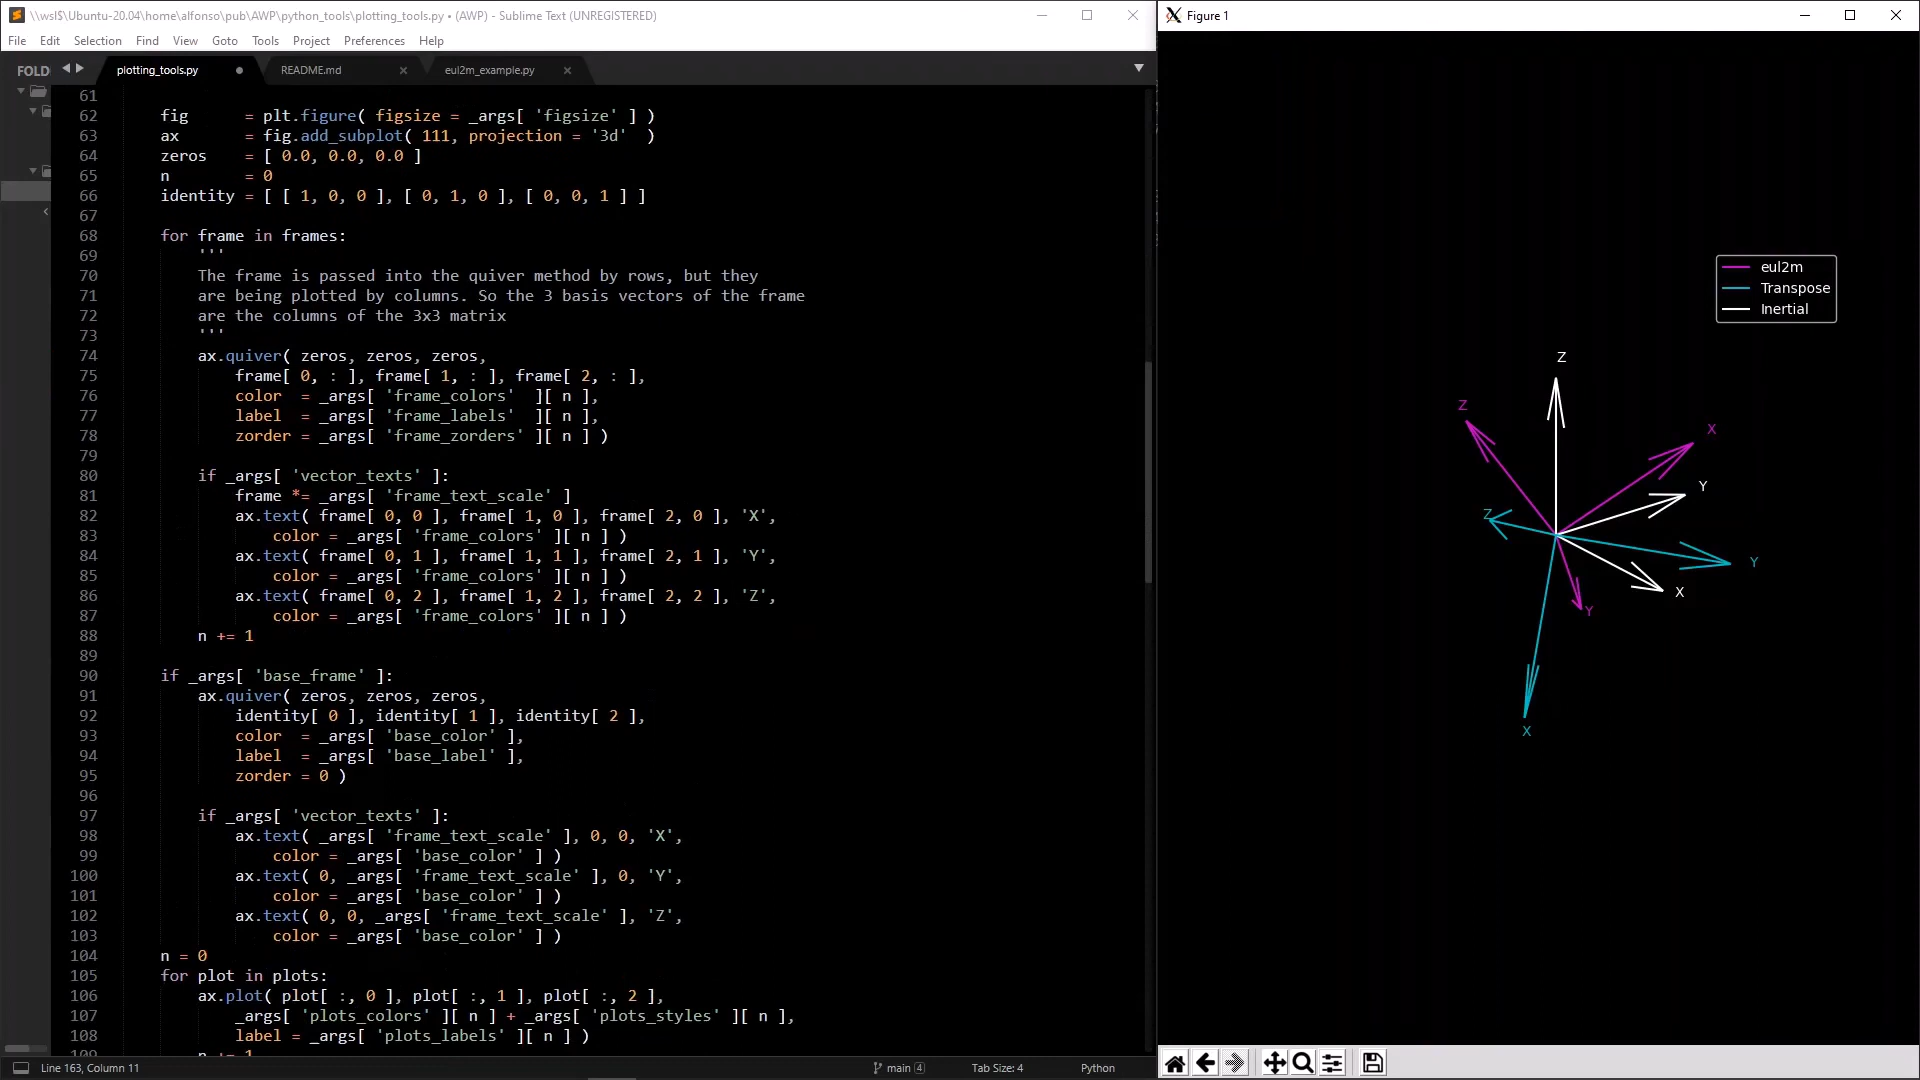 \\wsl$\Ubuntu-20.04\home\alfonso\pub\AWP\python_tools\plotting_tools.py • (AWP) - Sublime Text (UNREGISTERED)
File Edit Selection Find View Goto Tools Project Preferences Help
FOLD
plotting_tools.py README.md eul2m_example.py
61
62 fig = plt.figure( figsize = _args[ 'figsize' ] )
63 ax = fig.add_subplot( 111, projection = '3d' )
64 zeros = [ 0.0, 0.0, 0.0 ]
65 n = 0
66 identity = [ [ 1, 0, 0 ], [ 0, 1, 0 ], [ 0, 0, 1 ] ]
67
68 for frame in frames:
69 '''
70 The frame is passed into the quiver method by rows, but they
71 are being plotted by columns. So the 3 basis vectors of the frame
72 are the columns of the 3x3 matrix
73 '''
74 ax.quiver( zeros, zeros, zeros,
75 frame[ 0, : ], frame[ 1, : ], frame[ 2, : ],
76 color = _args[ 'frame_colors' ][ n ],
77 label = _args[ 'frame_labels' ][ n ],
78 zorder = _args[ 'frame_zorders' ][ n ] )
79
80 if _args[ 'vector_texts' ]:
81 frame *= _args[ 'frame_text_scale' ]
82 ax.text( frame[ 0, 0 ], frame[ 1, 0 ], frame[ 2, 0 ], 'X',
83 color = _args[ 'frame_colors' ][ n ] )
84 ax.text( frame[ 0, 1 ], frame[ 1, 1 ], frame[ 2, 1 ], 'Y',
85 color = _args[ 'frame_colors' ][ n ] )
86 ax.text( frame[ 0, 2 ], frame[ 1, 2 ], frame[ 2, 2 ], 'Z',
87 color = _args[ 'frame_colors' ][ n ] )
88 n += 1
89
90 if _args[ 'base_frame' ]:
91 ax.quiver( zeros, zeros, zeros,
92 identity[ 0 ], identity[ 1 ], identity[ 2 ],
93 color = _args[ 'base_color' ],
94 label = _args[ 'base_label' ],
95 zorder = 0 )
96
97 if _args[ 'vector_texts' ]:
98 ax.text( _args[ 'frame_text_scale' ], 0, 0, 'X',
99 color = _args[ 'base_color' ] )
100 ax.text( 0, _args[ 'frame_text_scale' ], 0, 'Y',
101 color = _args[ 'base_color' ] )
102 ax.text( 0, 0, _args[ 'frame_text_scale' ], 'Z',
103 color = _args[ 'base_color' ] )
104 n = 0
105 for plot in plots:
106 ax.plot( plot[ :, 0 ], plot[ :, 1 ], plot[ :, 2 ],
107 _args[ 'plots_colors' ][ n ] + _args[ 'plots_styles' ][ n ],
108 label = _args[ 'plots_labels' ][ n ] )
109 n += 1
Line 163, Column 11 main 4 Tab Size: 4 Python
Figure 1
eul2m
Transpose
Inertial
Z
Z
X
Y
Z
Y
X
Y
X